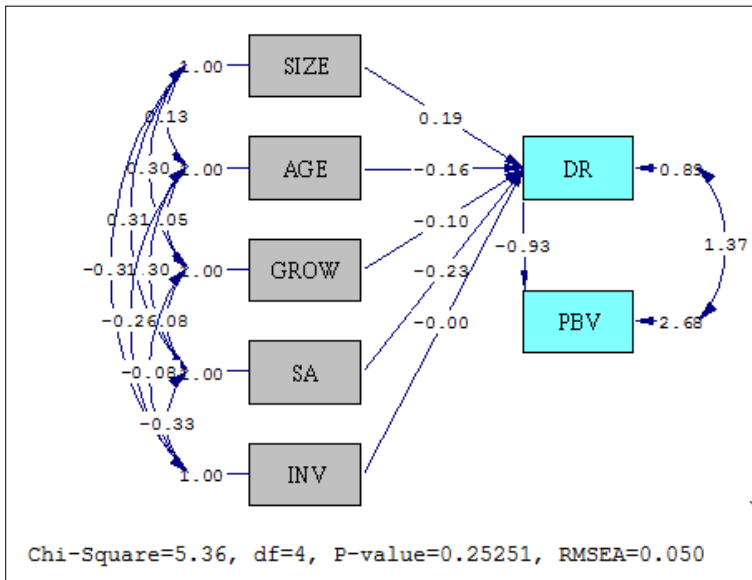 1.00 SIZE
0.13
0.19
0.30 1.00 AGE -0.16 DR 0.89
0.31 .05 -0.10
-0.93 1.37
-0.31 .30 1.00 GROW -0.23
-0.26 .08 -0.00 PBV 2.68
-0.08 1.00 SA
-0.33
1.00 INV
Chi-Square=5.36, df=4, P-value=0.25251, RMSEA=0.050